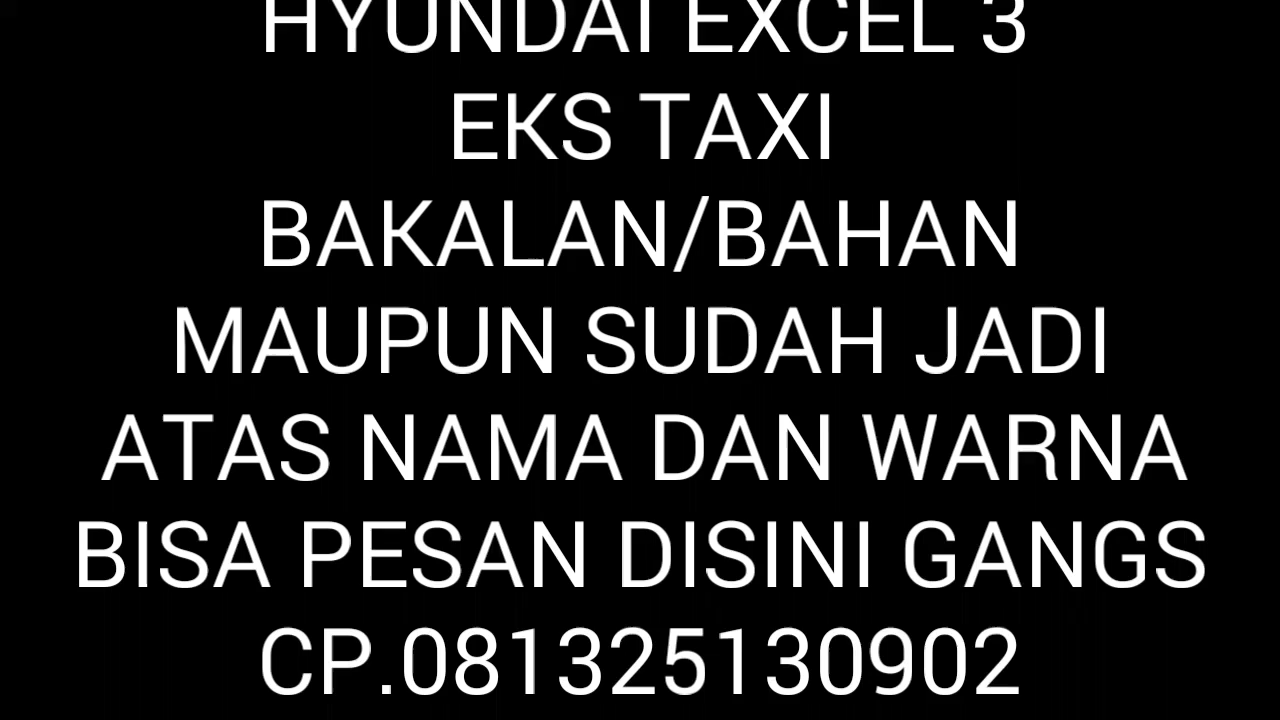 HYUNDAI EXCEL 3
EKS TAXI
BAKALAN/BAHAN
MAUPUN SUDAH JADI
ATAS NAMA DAN WARNA
BISA PESAN DISINI GANGS
CP.081325130902